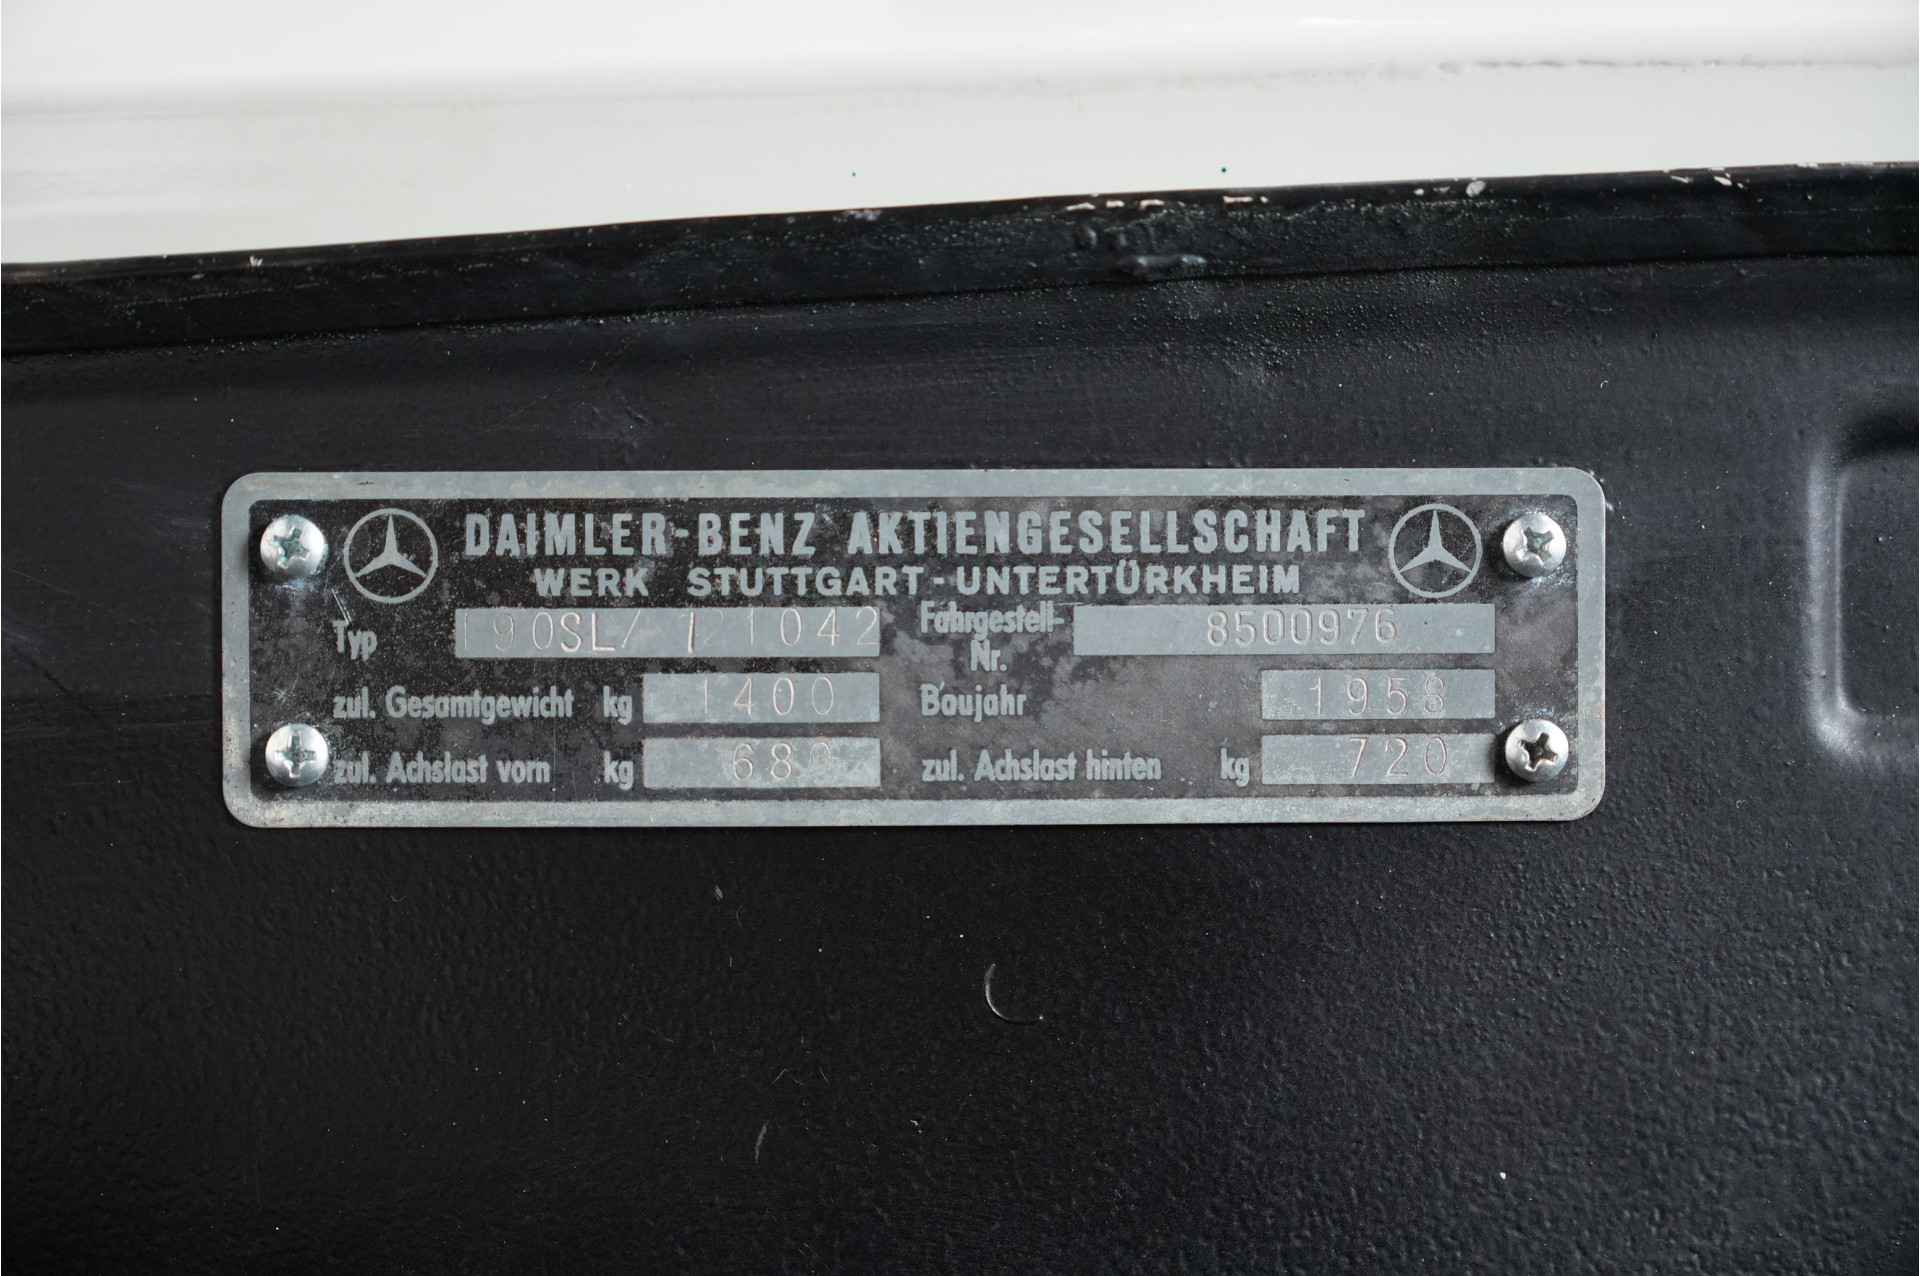 DAIMLER-BENZ AKTIENGESELLSCHAFT
WERK STUTTGART-UNTERTÜRKHEIM
Typ 190SL/ 121042 Fahrgestell-Nr. 8500976
zul. Gesamtgewicht kg 1400 Baujahr 1958
zul. Achslast vorn kg 680 zul. Achslast hinten kg 720